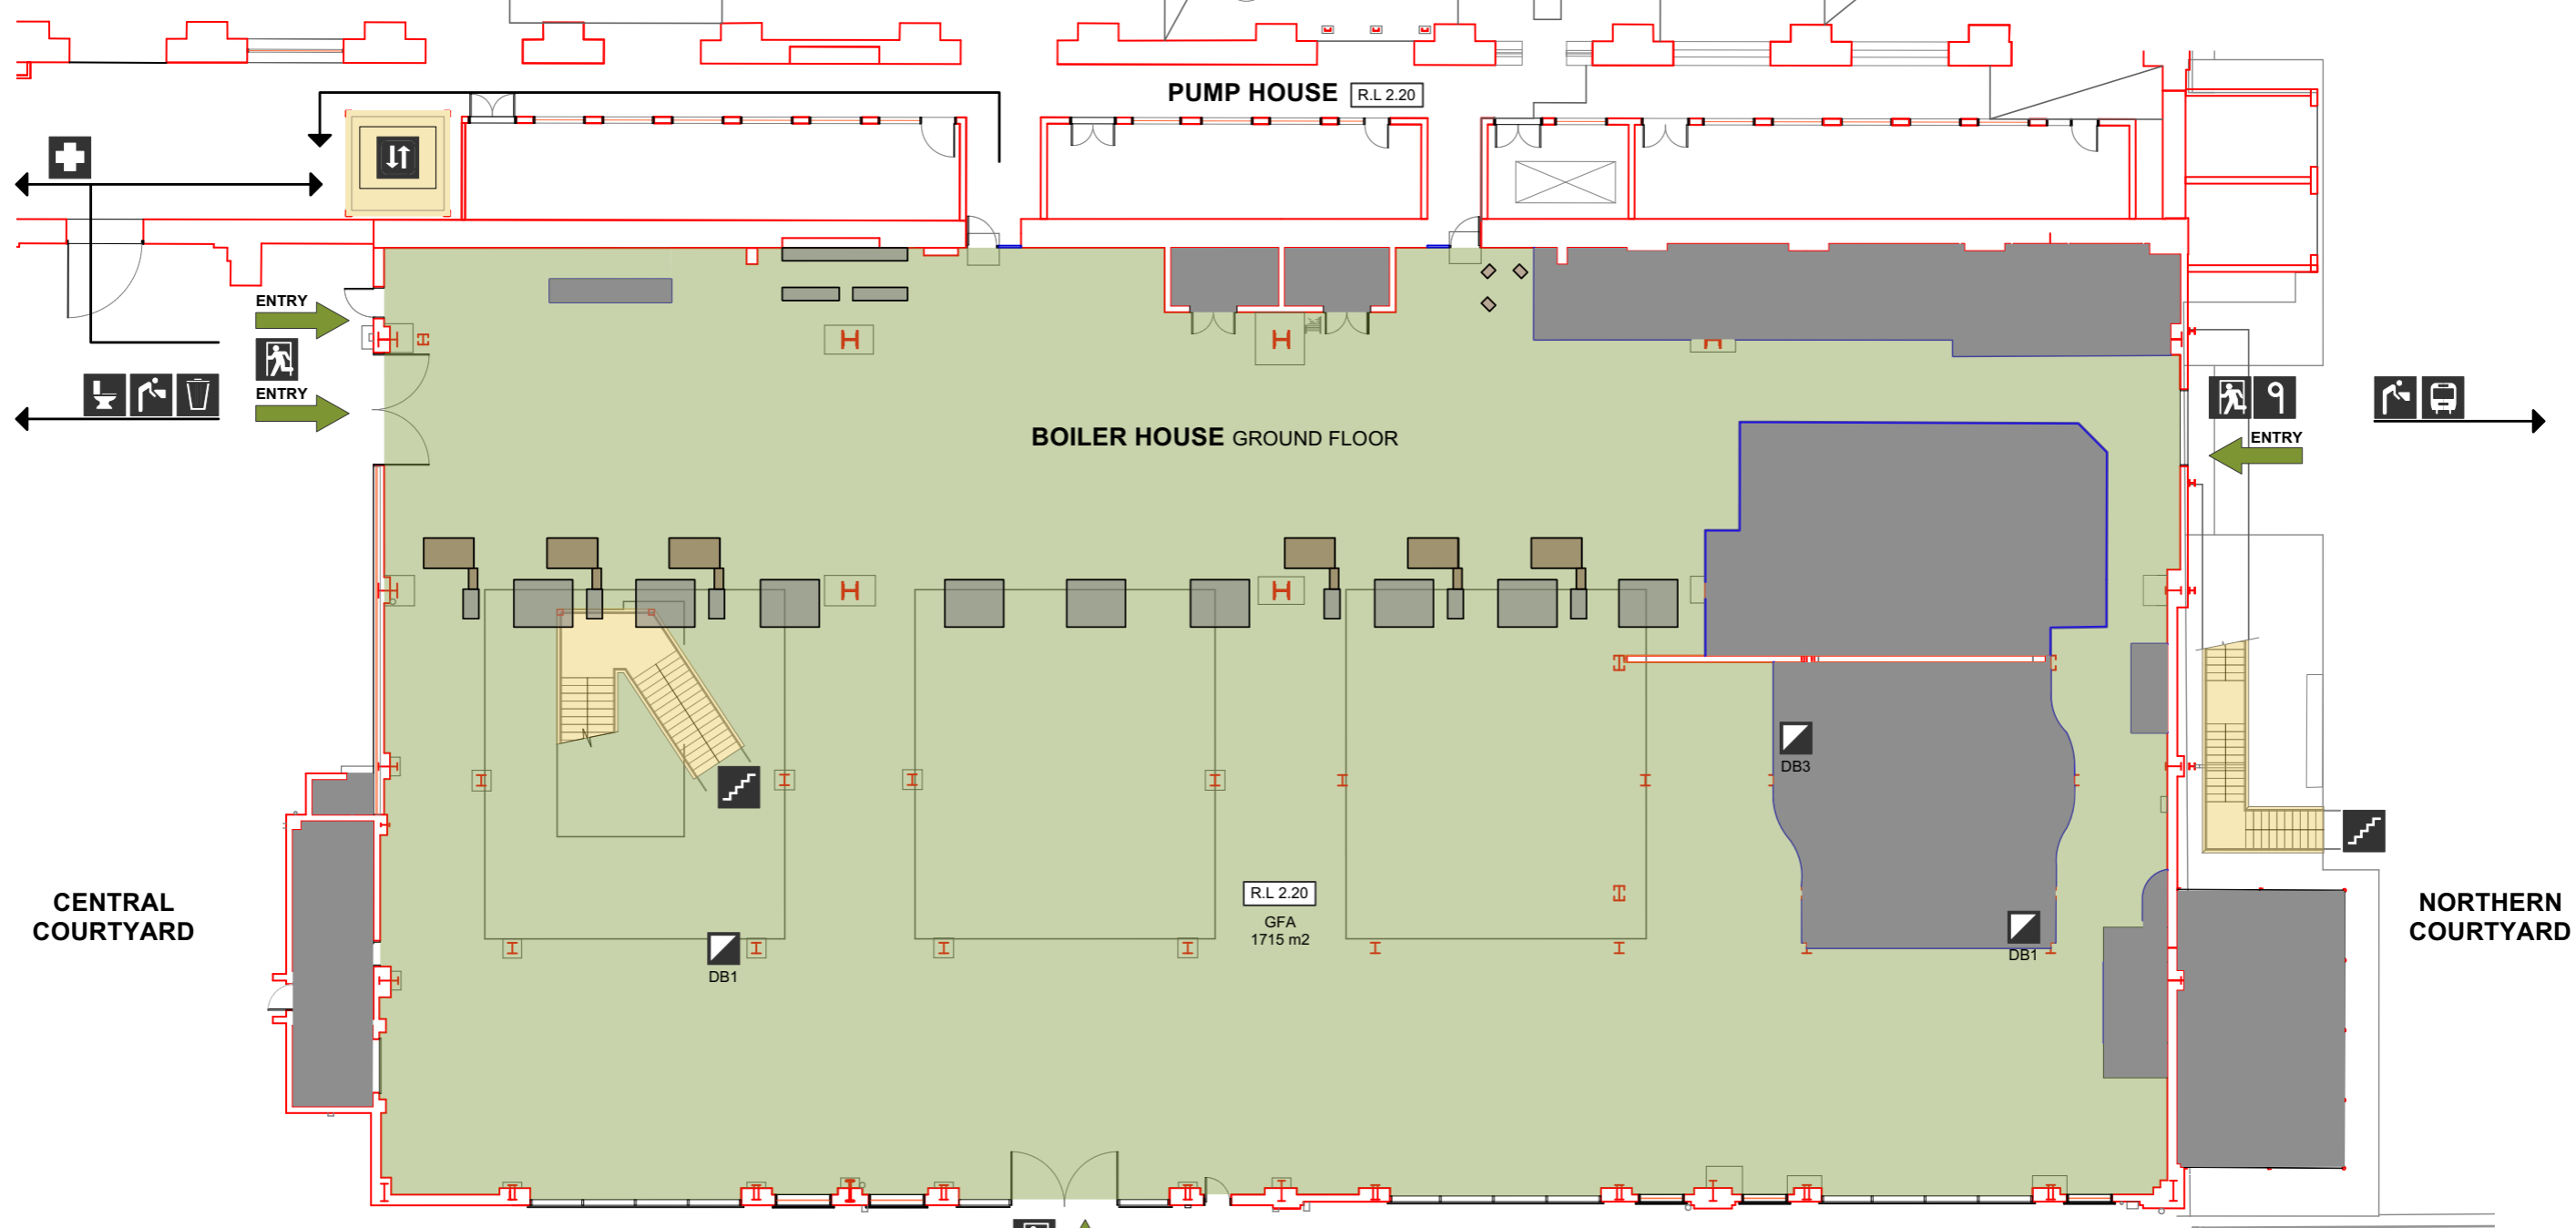 PUMP HOUSE R.L 2.20
ENTRY
ENTRY
BOILER HOUSE GROUND FLOOR
ENTRY
DB3
R.L 2.20
GFA
1715 m2
CENTRAL
COURTYARD
NORTHERN
COURTYARD
DB1
DB1